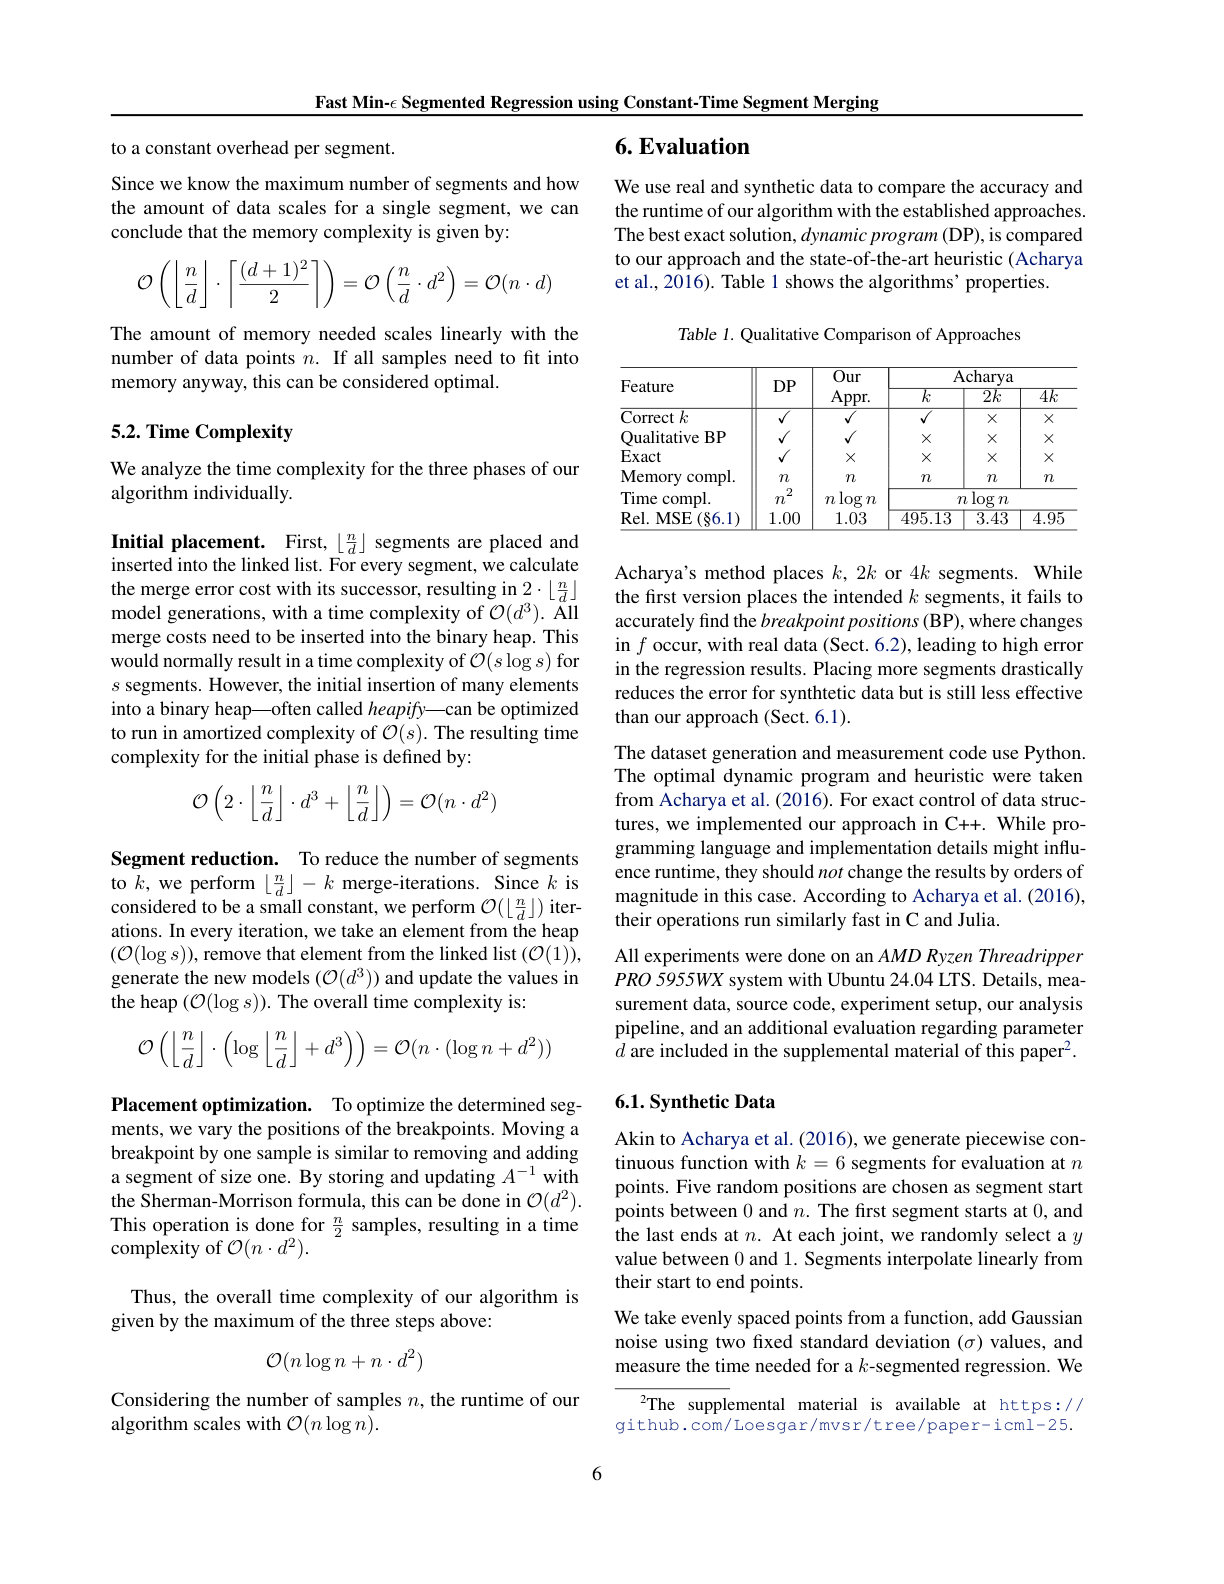 Fast Min-ϵ Segmented Regression using Constant-Time Segment Merging
to a constant overhead per segment.
Since we know the maximum number of segments and how
the amount of data scales for a single segment, we can
conclude that the memory complexity is given by:
𝒪(⌊n/d⌋ · ⌈(d + 1)²/2⌉) = 𝒪(n/d · d²) = 𝒪(n · d)
The amount of memory needed scales linearly with the
number of data points n. If all samples need to fit into
memory anyway, this can be considered optimal.
5.2. Time Complexity
We analyze the time complexity for the three phases of our
algorithm individually.
Initial placement. First, ⌊n/d⌋ segments are placed and
inserted into the linked list. For every segment, we calculate
the merge error cost with its successor, resulting in 2 · ⌊n/d⌋
model generations, with a time complexity of 𝒪(d³). All
merge costs need to be inserted into the binary heap. This
would normally result in a time complexity of 𝒪(s log s) for
s segments. However, the initial insertion of many elements
into a binary heap—often called heapify—can be optimized
to run in amortized complexity of 𝒪(s). The resulting time
complexity for the initial phase is defined by:
𝒪(2 · ⌊n/d⌋ · d³ + ⌊n/d⌋) = 𝒪(n · d²)
Segment reduction. To reduce the number of segments
to k, we perform ⌊n/d⌋ − k merge-iterations. Since k is
considered to be a small constant, we perform 𝒪(⌊n/d⌋) iter-
ations. In every iteration, we take an element from the heap
(𝒪(log s)), remove that element from the linked list (𝒪(1)),
generate the new models (𝒪(d³)) and update the values in
the heap (𝒪(log s)). The overall time complexity is:
𝒪(⌊n/d⌋ · (log ⌊n/d⌋ + d³)) = 𝒪(n · (log n + d²))
Placement optimization. To optimize the determined seg-
ments, we vary the positions of the breakpoints. Moving a
breakpoint by one sample is similar to removing and adding
a segment of size one. By storing and updating A⁻¹ with
the Sherman-Morrison formula, this can be done in 𝒪(d²).
This operation is done for n/2 samples, resulting in a time
complexity of 𝒪(n · d²).
Thus, the overall time complexity of our algorithm is
given by the maximum of the three steps above:
𝒪(n log n + n · d²)
Considering the number of samples n, the runtime of our
algorithm scales with 𝒪(n log n).
6. Evaluation
We use real and synthetic data to compare the accuracy and
the runtime of our algorithm with the established approaches.
The best exact solution, dynamic program (DP), is compared
to our approach and the state-of-the-art heuristic (Acharya
et al., 2016). Table 1 shows the algorithms' properties.
Table 1. Qualitative Comparison of Approaches
Feature DP Our Appr. Acharya
k 2k 4k
Correct k ✓ ✓ ✓ × ×
Qualitative BP ✓ ✓ × × ×
Exact ✓ × × × ×
Memory compl. n n n n n
Time compl. n² n log n n log n
Rel. MSE (§6.1) 1.00 1.03 495.13 3.43 4.95
Acharya's method places k, 2k or 4k segments. While
the first version places the intended k segments, it fails to
accurately find the breakpoint positions (BP), where changes
in f occur, with real data (Sect. 6.2), leading to high error
in the regression results. Placing more segments drastically
reduces the error for synthtetic data but is still less effective
than our approach (Sect. 6.1).
The dataset generation and measurement code use Python.
The optimal dynamic program and heuristic were taken
from Acharya et al. (2016). For exact control of data struc-
tures, we implemented our approach in C++. While pro-
gramming language and implementation details might influ-
ence runtime, they should not change the results by orders of
magnitude in this case. According to Acharya et al. (2016),
their operations run similarly fast in C and Julia.
All experiments were done on an AMD Ryzen Threadripper
PRO 5955WX system with Ubuntu 24.04 LTS. Details, mea-
surement data, source code, experiment setup, our analysis
pipeline, and an additional evaluation regarding parameter
d are included in the supplemental material of this paper².
6.1. Synthetic Data
Akin to Acharya et al. (2016), we generate piecewise con-
tinuous function with k = 6 segments for evaluation at n
points. Five random positions are chosen as segment start
points between 0 and n. The first segment starts at 0, and
the last ends at n. At each joint, we randomly select a y
value between 0 and 1. Segments interpolate linearly from
their start to end points.
We take evenly spaced points from a function, add Gaussian
noise using two fixed standard deviation (σ) values, and
measure the time needed for a k-segmented regression. We
²The supplemental material is available at https://
github.com/Loesgar/mvsr/tree/paper-icml-25.
6